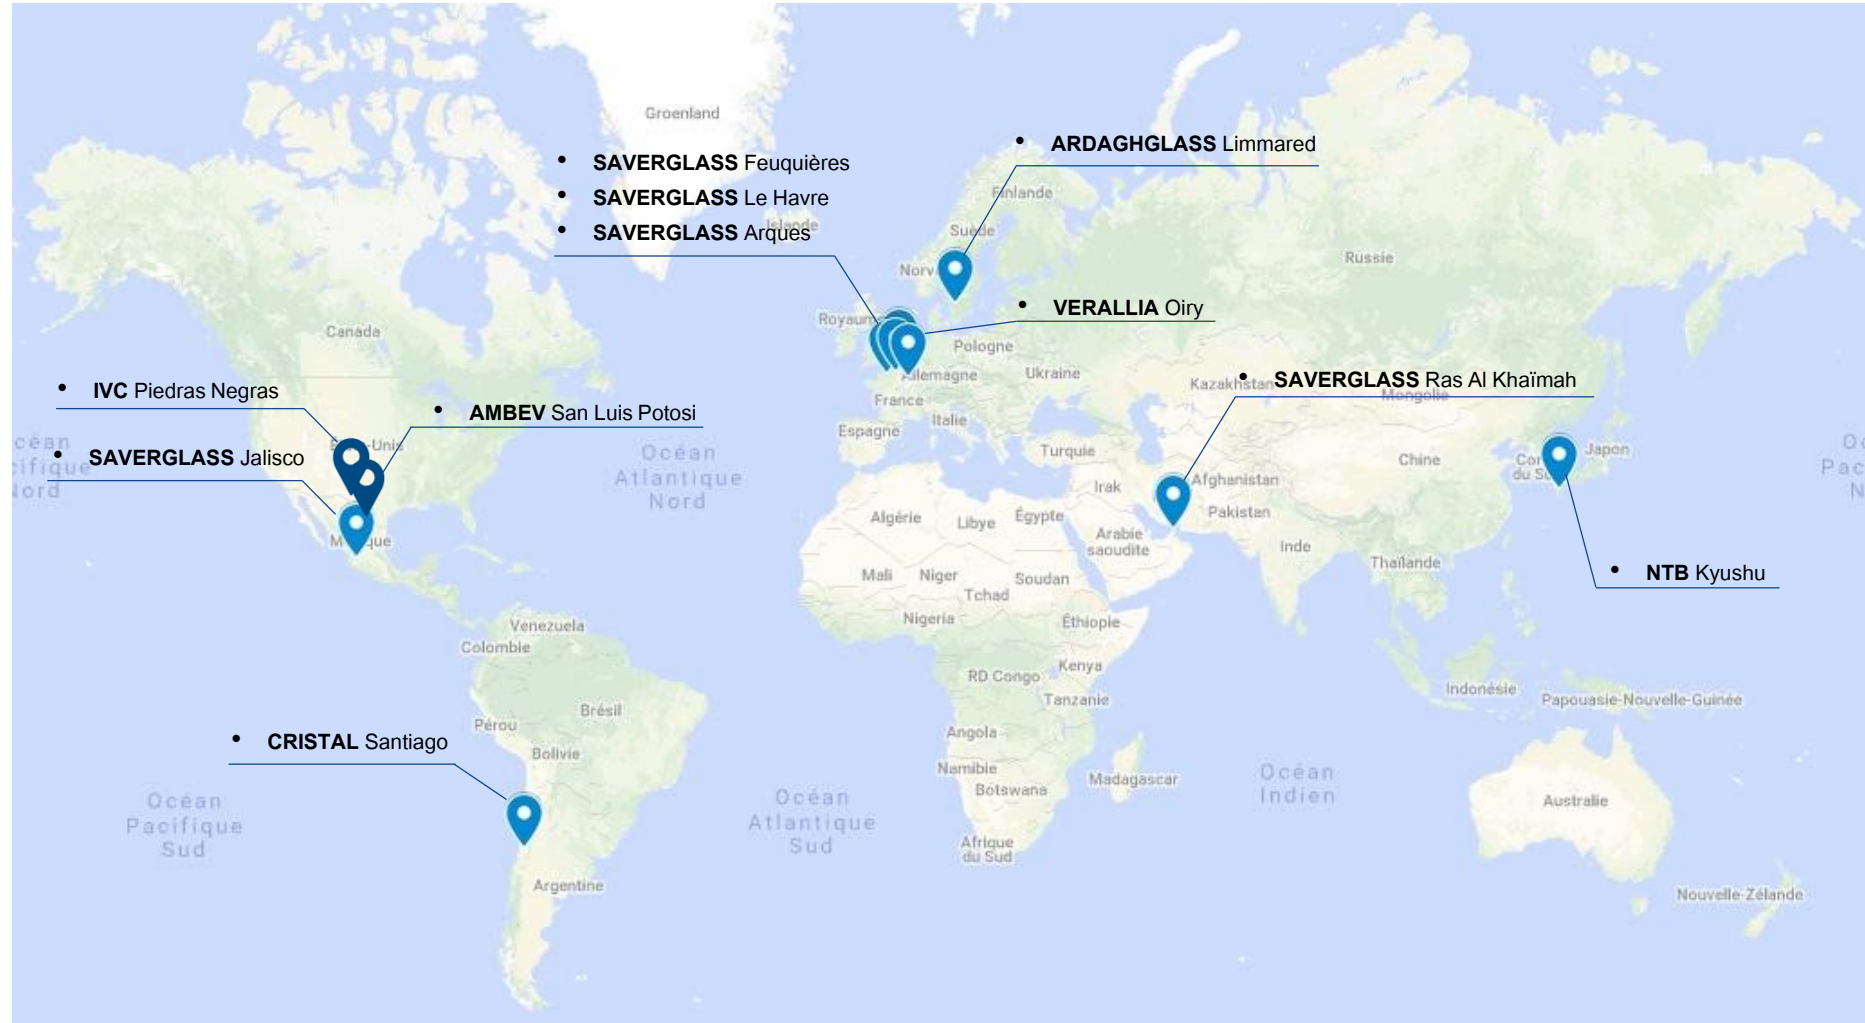 Groenland
• ARDAGHGLASS Limmared
• SAVERGLASS Feuquières
• SAVERGLASS Le Havre
• SAVERGLASS Arques
Islande
Finlande
Suède
Norv
Russie
Royaum
• VERALLIA Oiry
Canada
Pologne
Allemagne
Ukraine
Kazakhstan
• SAVERGLASS Ras Al Khaïmah
Mongolie
• IVC Piedras Negras
• AMBEV San Luis Potosi
France
Italie
Espagne
Turquie
• SAVERGLASS Jalisco
Océan
Atlantique
Nord
Chine
Japon
Irak
Afghanistan
Pakistan
Algérie
Libye
Égypte
Arabie
saoudite
Inde
Thaïlande
Mali
Niger
Soudan
Tchad
• NTB Kyushu
Nigeria
Éthiopie
Venezuela
Colombie
RD Congo
Kenya
Tanzanie
Indonésie
Papouasie-Nouvelle-Guinée
Brésil
Pérou
Bolivie
• CRISTAL Santiago
Angola
Namibie
Botswana
Madagascar
Océan
Indien
Océan
Pacifique
Sud
Océan
Atlantique
Sud
Australie
Afrique
du Sud
Argentine
Nouvelle-Zélande